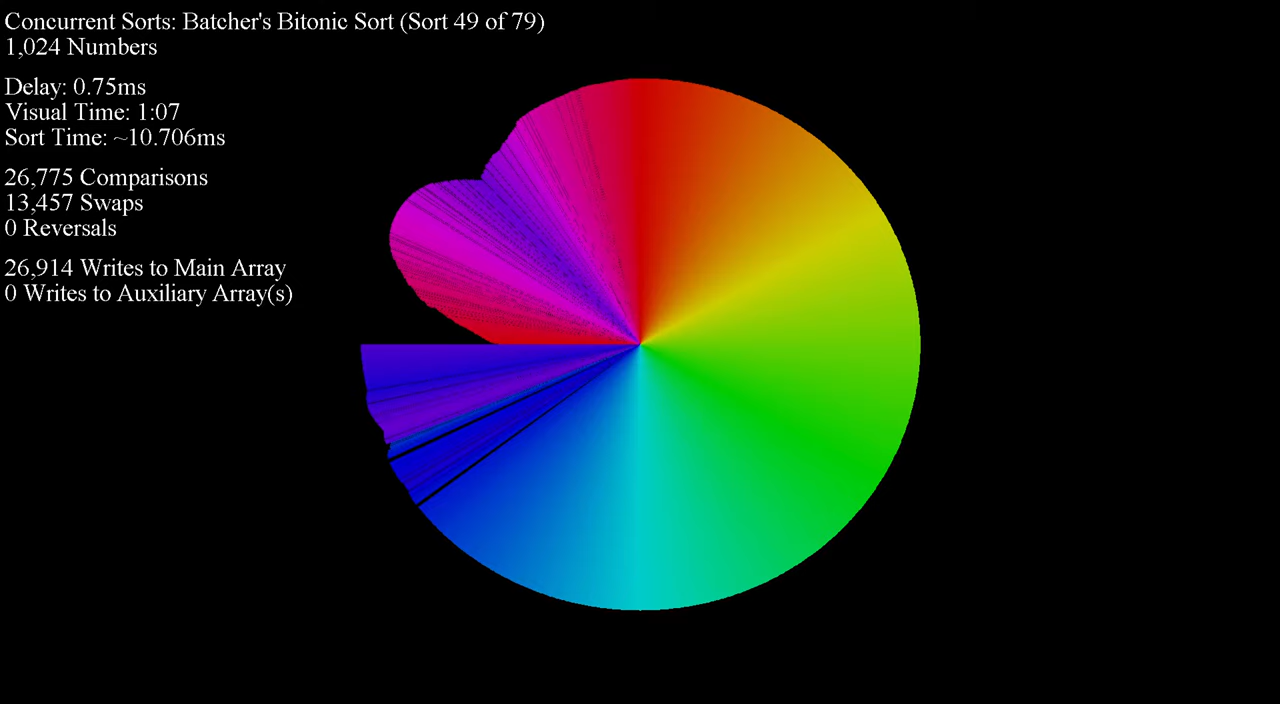 Concurrent Sorts: Batcher's Bitonic Sort (Sort 49 of 79)
1,024 Numbers
Delay: 0.75ms
Visual Time: 1:07
Sort Time: ~10.706ms
26,775 Comparisons
13,457 Swaps
0 Reversals
26,914 Writes to Main Array
0 Writes to Auxiliary Array(s)